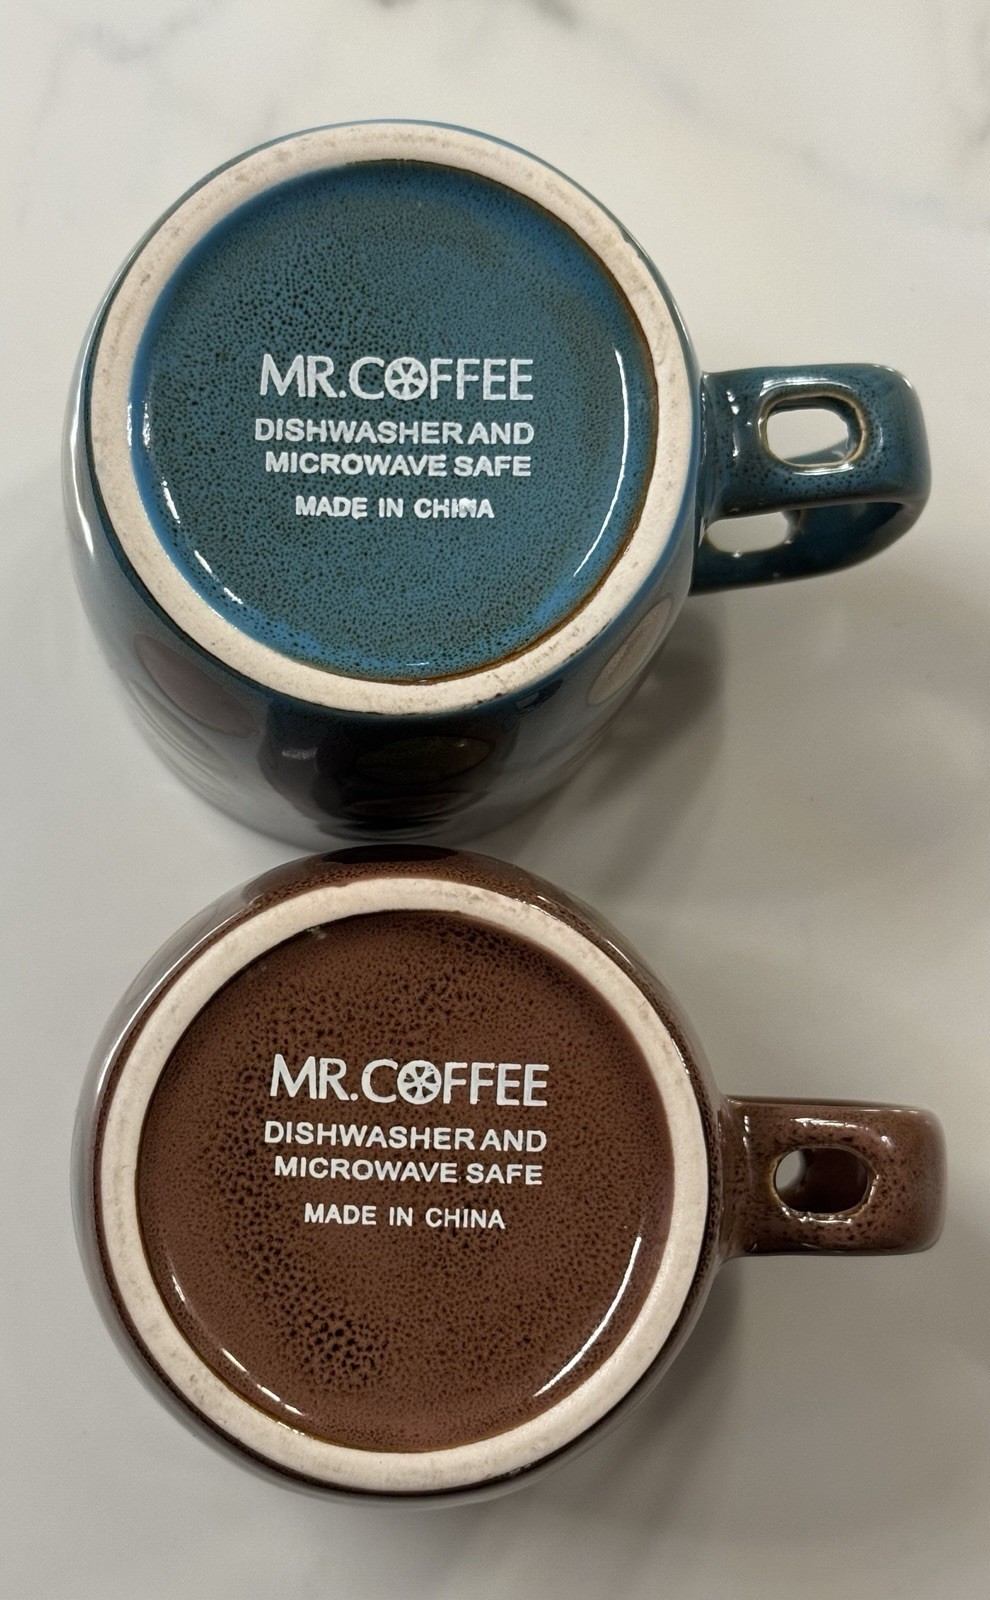 MR.COFFEE
DISHWASHER AND
MICROWAVE SAFE
MADE IN CHINA
MR.COFFEE
DISHWASHER AND
MICROWAVE SAFE
MADE IN CHINA